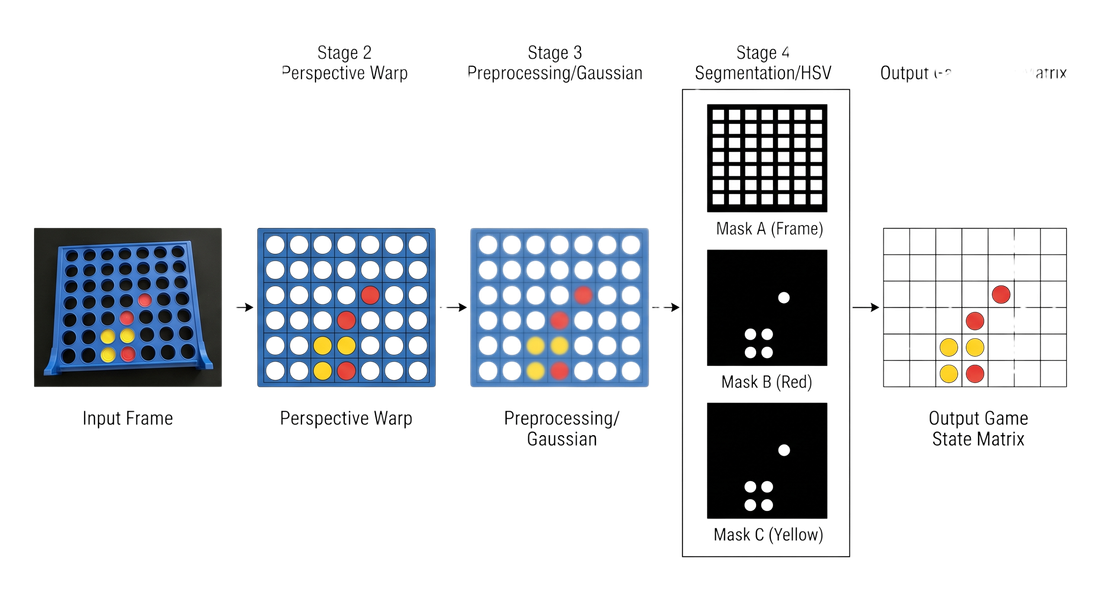 Stage 2
Perspective Warp
Stage 3
Preprocessing/Gaussian
Stage 4
Segmentation/HSV
Output
Mask A (Frame)
Mask B (Red)
Mask C (Yellow)
Input Frame
Perspective Warp
Preprocessing/
Gaussian
Output Game
State Matrix